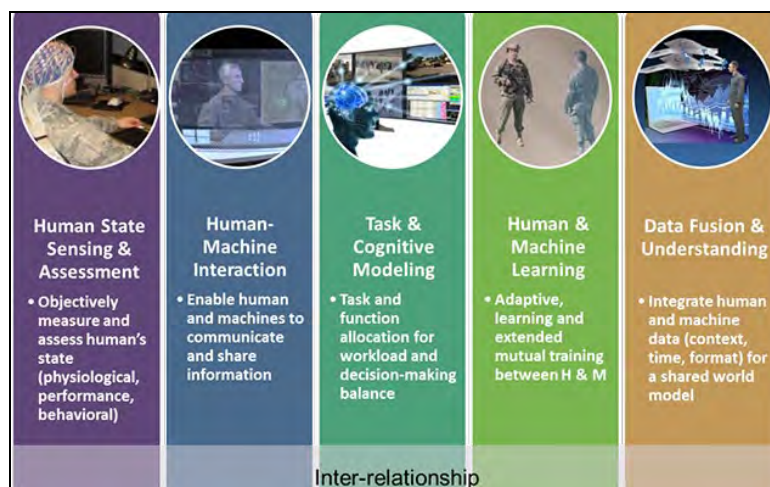 Human State
Sensing &
Assessment
• Objectively
measure and
assess human's
state
(physiological,
performance,
behavioral)
Human-
Machine
Interaction
• Enable human
and machines to
communicate
and share
information
Task &
Cognitive
Modeling
• Task and
function
allocation for
workload and
decision-making
balance
Human &
Machine
Learning
• Adaptive,
learning and
extended
mutual training
between H & M
Data Fusion &
Understanding
• Integrate human
and machine
data (context,
time, format) for
a shared world
model
Inter-relationship